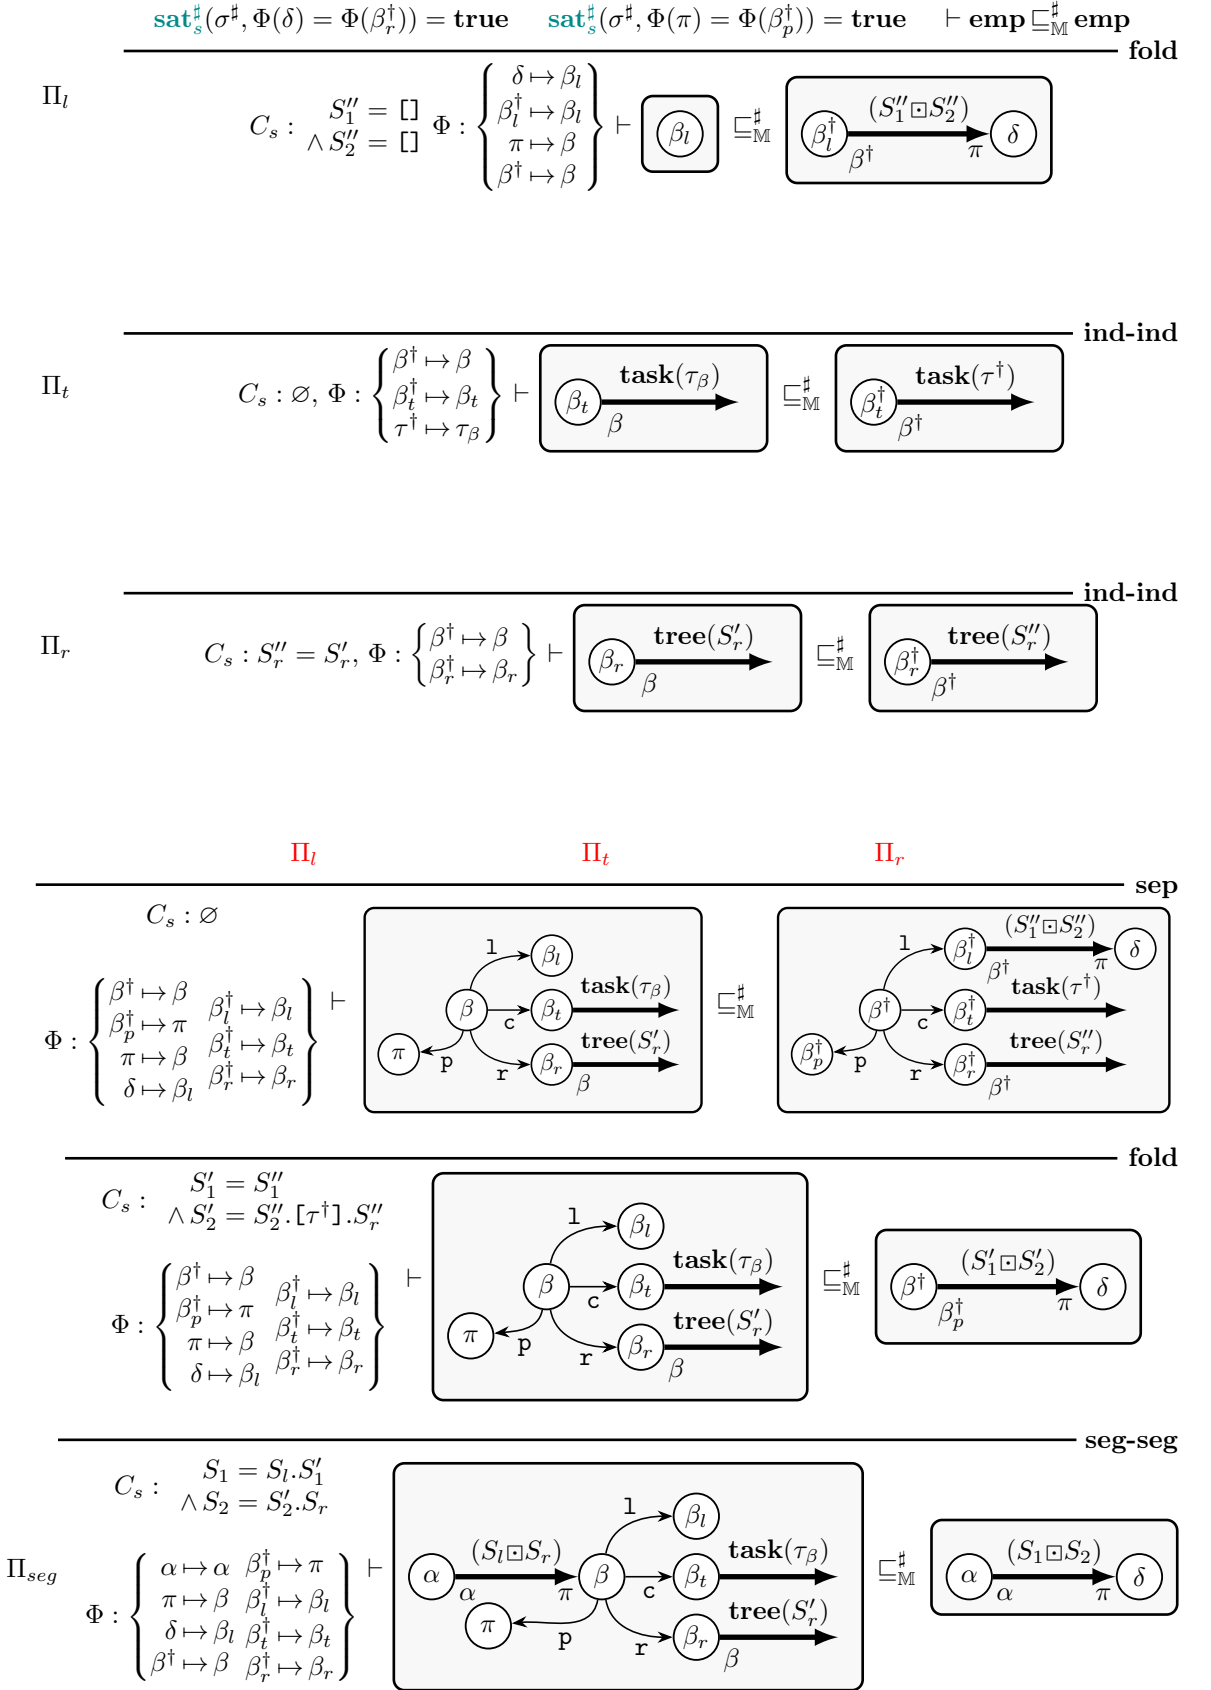 sat♯s(σ♯, Φ(δ) = Φ(β†r)) = true    sat♯s(σ♯, Φ(π) = Φ(β†p)) = true    ⊢ emp ⊑♯𝕄 emp
fold
Πl
Cs : S″1 = [] ∧ S″2 = []  Φ : { δ ↦ βl
β†l ↦ βl
π ↦ β
β† ↦ β } ⊢ βl ⊑♯𝕄 β†l β† (S″1 ⊡ S″2) π δ
ind-ind
Πt
Cs : ∅, Φ : { β† ↦ β
β†t ↦ βt
τ† ↦ τβ } ⊢ βt β task(τβ) ⊑♯𝕄 β†t β† task(τ†)
ind-ind
Πr
Cs : S″r = S′r, Φ : { β† ↦ β
β†r ↦ βr } ⊢ βr β tree(S′r) ⊑♯𝕄 β†r β† tree(S″r)
Πl    Πt    Πr
sep
Cs : ∅
Φ : { β† ↦ β
β†p ↦ π
π ↦ β
δ ↦ βl
β†l ↦ βl
β†t ↦ βt
β†r ↦ βr } ⊢
π p β l βl
c βt task(τβ)
r βr β tree(S′r)
⊑♯𝕄
β†p p β† l β†l β† (S″1 ⊡ S″2) π δ
c β†t task(τ†)
r β†r β† tree(S″r)
fold
Cs : S′1 = S″1
∧ S′2 = S″2.[τ†].S″r
Φ : { β† ↦ β
β†p ↦ π
π ↦ β
δ ↦ βl
β†l ↦ βl
β†t ↦ βt
β†r ↦ βr } ⊢
π p β l βl
c βt task(τβ)
r βr β tree(S′r)
⊑♯𝕄
β† β†p (S′1 ⊡ S′2) π δ
seg-seg
Πseg
Cs : S1 = Sl.S′1
∧ S2 = S′2.Sr
Φ : { α ↦ α  β†p ↦ π
π ↦ β  β†l ↦ βl
δ ↦ βl  β†t ↦ βt
β† ↦ β  β†r ↦ βr } ⊢
α α (Sl ⊡ Sr) π β l βl
π p c βt task(τβ)
r βr β tree(S′r)
⊑♯𝕄
α α (S1 ⊡ S2) π δ